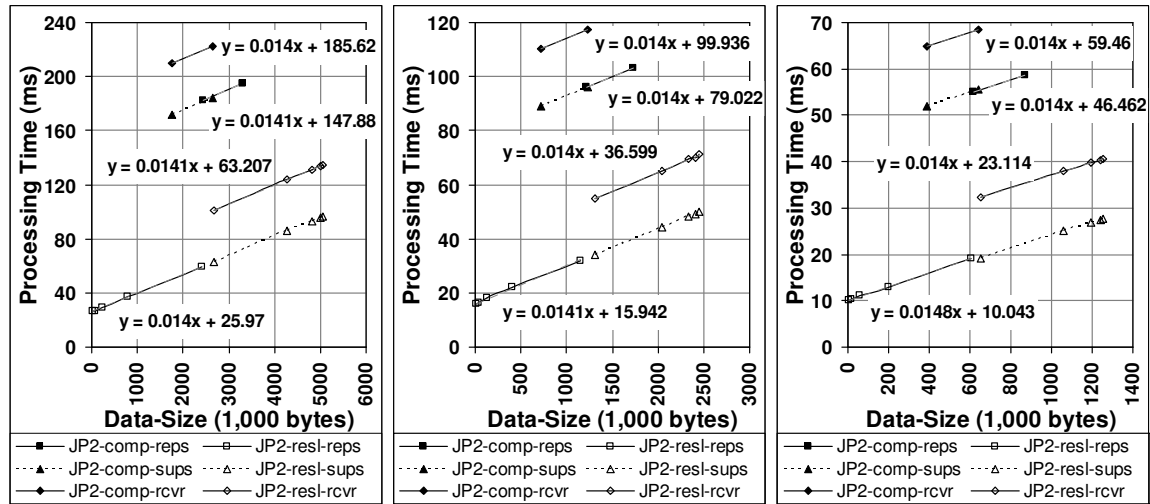 Processing Time (ms)
240
200
160
120
80
40
0
y = 0.014x + 185.62
y = 0.0141x + 147.88
y = 0.0141x + 63.207
y = 0.014x + 25.97
0
1000
2000
3000
4000
5000
6000
Data-Size (1,000 bytes)
JP2-comp-reps
JP2-resl-reps
JP2-comp-sups
JP2-resl-sups
JP2-comp-rcvr
JP2-resl-rcvr
Processing Time (ms)
120
100
80
60
40
20
0
y = 0.014x + 99.936
y = 0.014x + 79.022
y = 0.014x + 36.599
y = 0.0141x + 15.942
0
500
1000
1500
2000
2500
3000
Data-Size (1,000 bytes)
JP2-comp-reps
JP2-resl-reps
JP2-comp-sups
JP2-resl-sups
JP2-comp-rcvr
JP2-resl-rcvr
Processing Time (ms)
70
60
50
40
30
20
10
0
y = 0.014x + 59.46
y = 0.014x + 46.462
y = 0.014x + 23.114
y = 0.0148x + 10.043
0
200
400
600
800
1000
1200
1400
Data-Size (1,000 bytes)
JP2-comp-reps
JP2-resl-reps
JP2-comp-sups
JP2-resl-sups
JP2-comp-rcvr
JP2-resl-rcvr